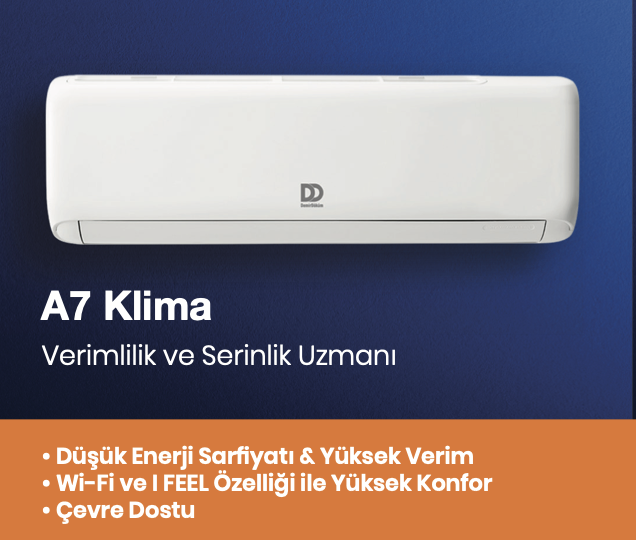 DD
DemirDöküm
A7 Klima
Verimlilik ve Serinlik Uzmanı
• Düşük Enerji Sarfiyatı & Yüksek Verim
• Wi-Fi ve I FEEL Özelliği ile Yüksek Konfor
• Çevre Dostu